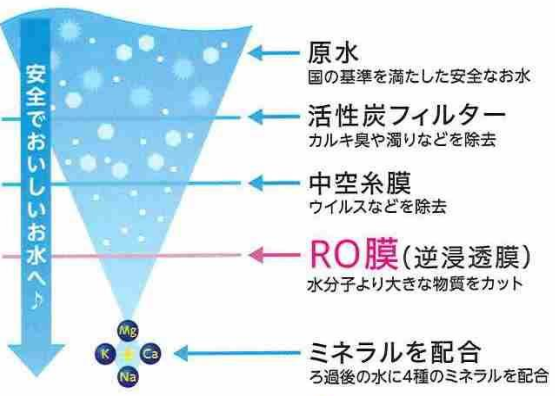 安全でおいしいお水へ♪
原水
国の基準を満たした安全なお水
活性炭フィルター
カルキ臭や濁りなどを除去
中空糸膜
ウイルスなどを除去
RO膜(逆浸透膜)
水分子より大きな物質をカット
Mg
K + Ca
Na
ミネラルを配合
ろ過後の水に4種のミネラルを配合